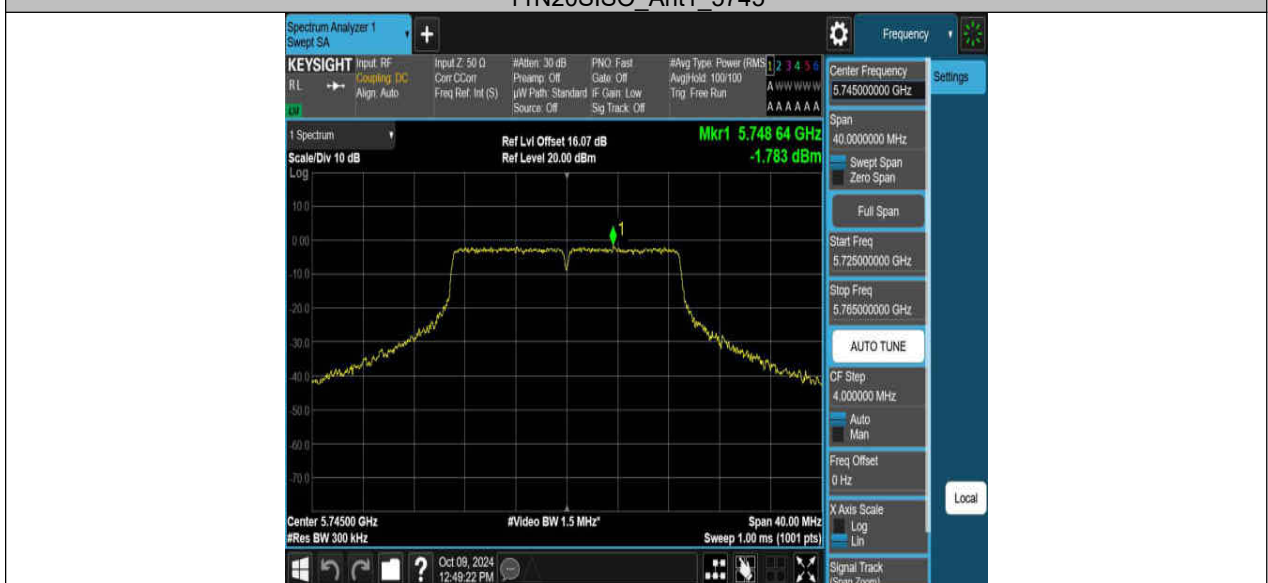 11N20SISO_Ant1_5745
Spectrum Analyzer 1
Swept SA
+
Frequency
KEYSIGHT
RL
Input: RF
Coupling: DC
Align: Auto
Input Z: 50 Ω
Corr CCorr
Freq Ref: Int (S)
#Atten: 30 dB
Preamp: Off
µW Path: Standard
Source: Off
PNO: Fast
Gate: Off
IF Gain: Low
Sig Track: Off
#Avg Type: Power (RMS
Avg|Hold: 100/100
Trig: Free Run
1 2 3 4 5 6
A W W W W W
A A A A A A
Center Frequency
5.745000000 GHz
Settings
1 Spectrum
Scale/Div 10 dB
Log
Ref Lvl Offset 16.07 dB
Ref Level 20.00 dBm
Mkr1 5.748 64 GHz
-1.783 dBm
Span
40.0000000 MHz
Swept Span
Zero Span
Full Span
Start Freq
5.725000000 GHz
Stop Freq
5.765000000 GHz
AUTO TUNE
CF Step
4.000000 MHz
Auto
Man
Freq Offset
0 Hz
X Axis Scale
Log
Lin
Signal Track
(Span Zoom)
Local
10.0
0.00
-10.0
-20.0
-30.0
-40.0
-50.0
-60.0
-70.0
1
Center 5.74500 GHz
#Res BW 300 kHz
#Video BW 1.5 MHz*
Span 40.00 MHz
Sweep 1.00 ms (1001 pts)
?
Oct 09, 2024
12:49:22 PM